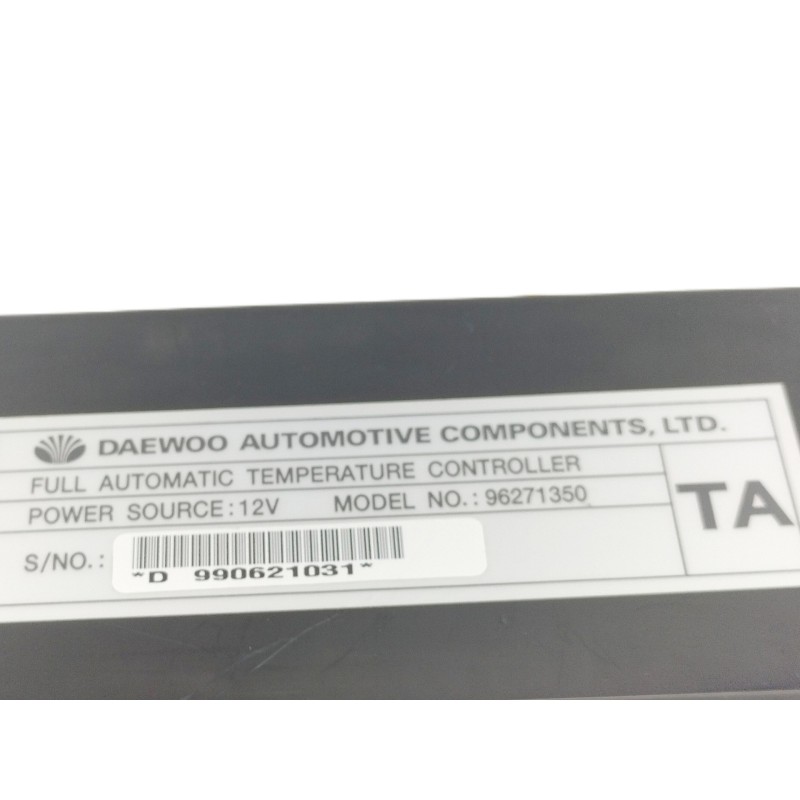 DAEWOO AUTOMOTIVE COMPONENTS, LTD.
FULL AUTOMATIC TEMPERATURE CONTROLLER
POWER SOURCE:12V MODEL NO.:96271350
TA
S/NO.:
*D 990621031*